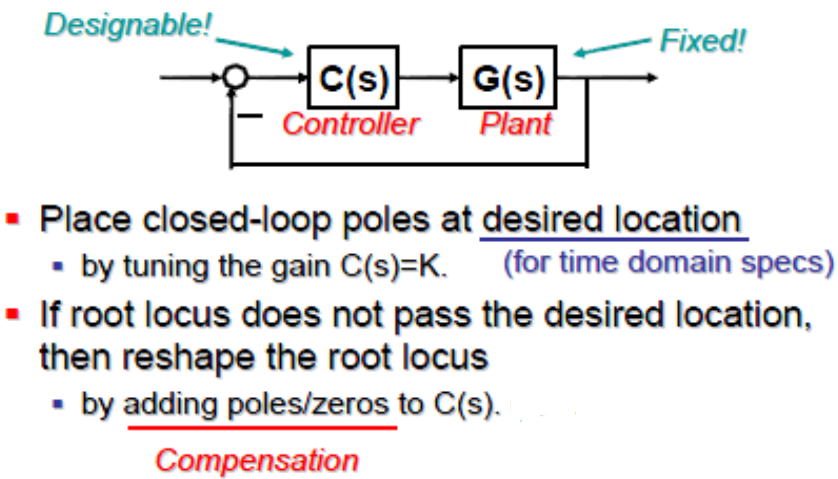 Designable!
Fixed!
C(s)
G(s)
Controller
Plant
Place closed-loop poles at desired location
by tuning the gain C(s)=K.
(for time domain specs)
If root locus does not pass the desired location,
then reshape the root locus
by adding poles/zeros to C(s).
Compensation